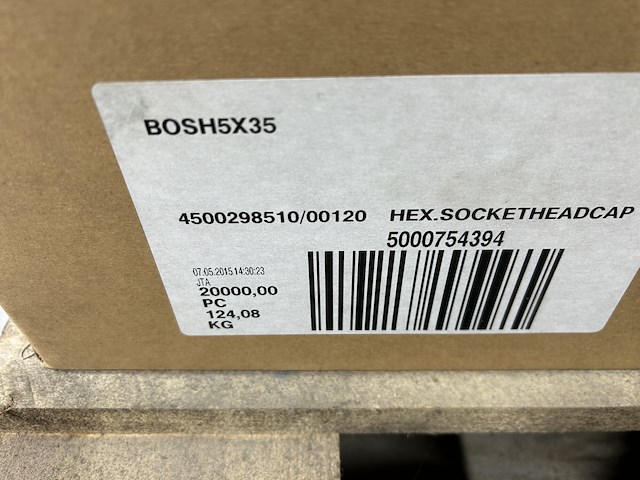 BOSH5X35
4500298510/00120 HEX.SOCKETHEADCAP
5000754394
07.05.2015 14:30:23
JTA
20000,00
PC
124,08
KG